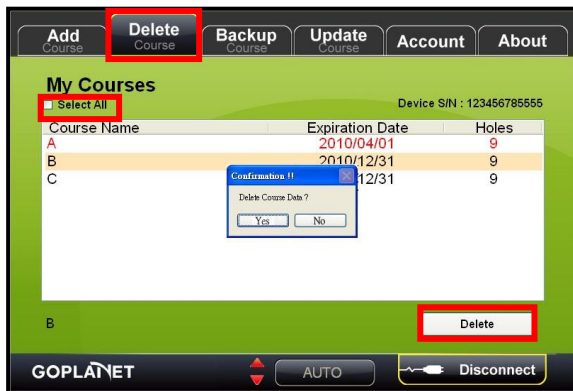 Add Delete Backup Update Account About
Course Course Course Course
My Courses
Select All Device S/N : 123456785555
Course Name Expiration Date Holes
A 2010/04/01 9
B 2010/12/31 9
C 12/31 9
Confirmation !!
Delete Course Data ?
Yes No
B Delete
GOPLANET AUTO Disconnect